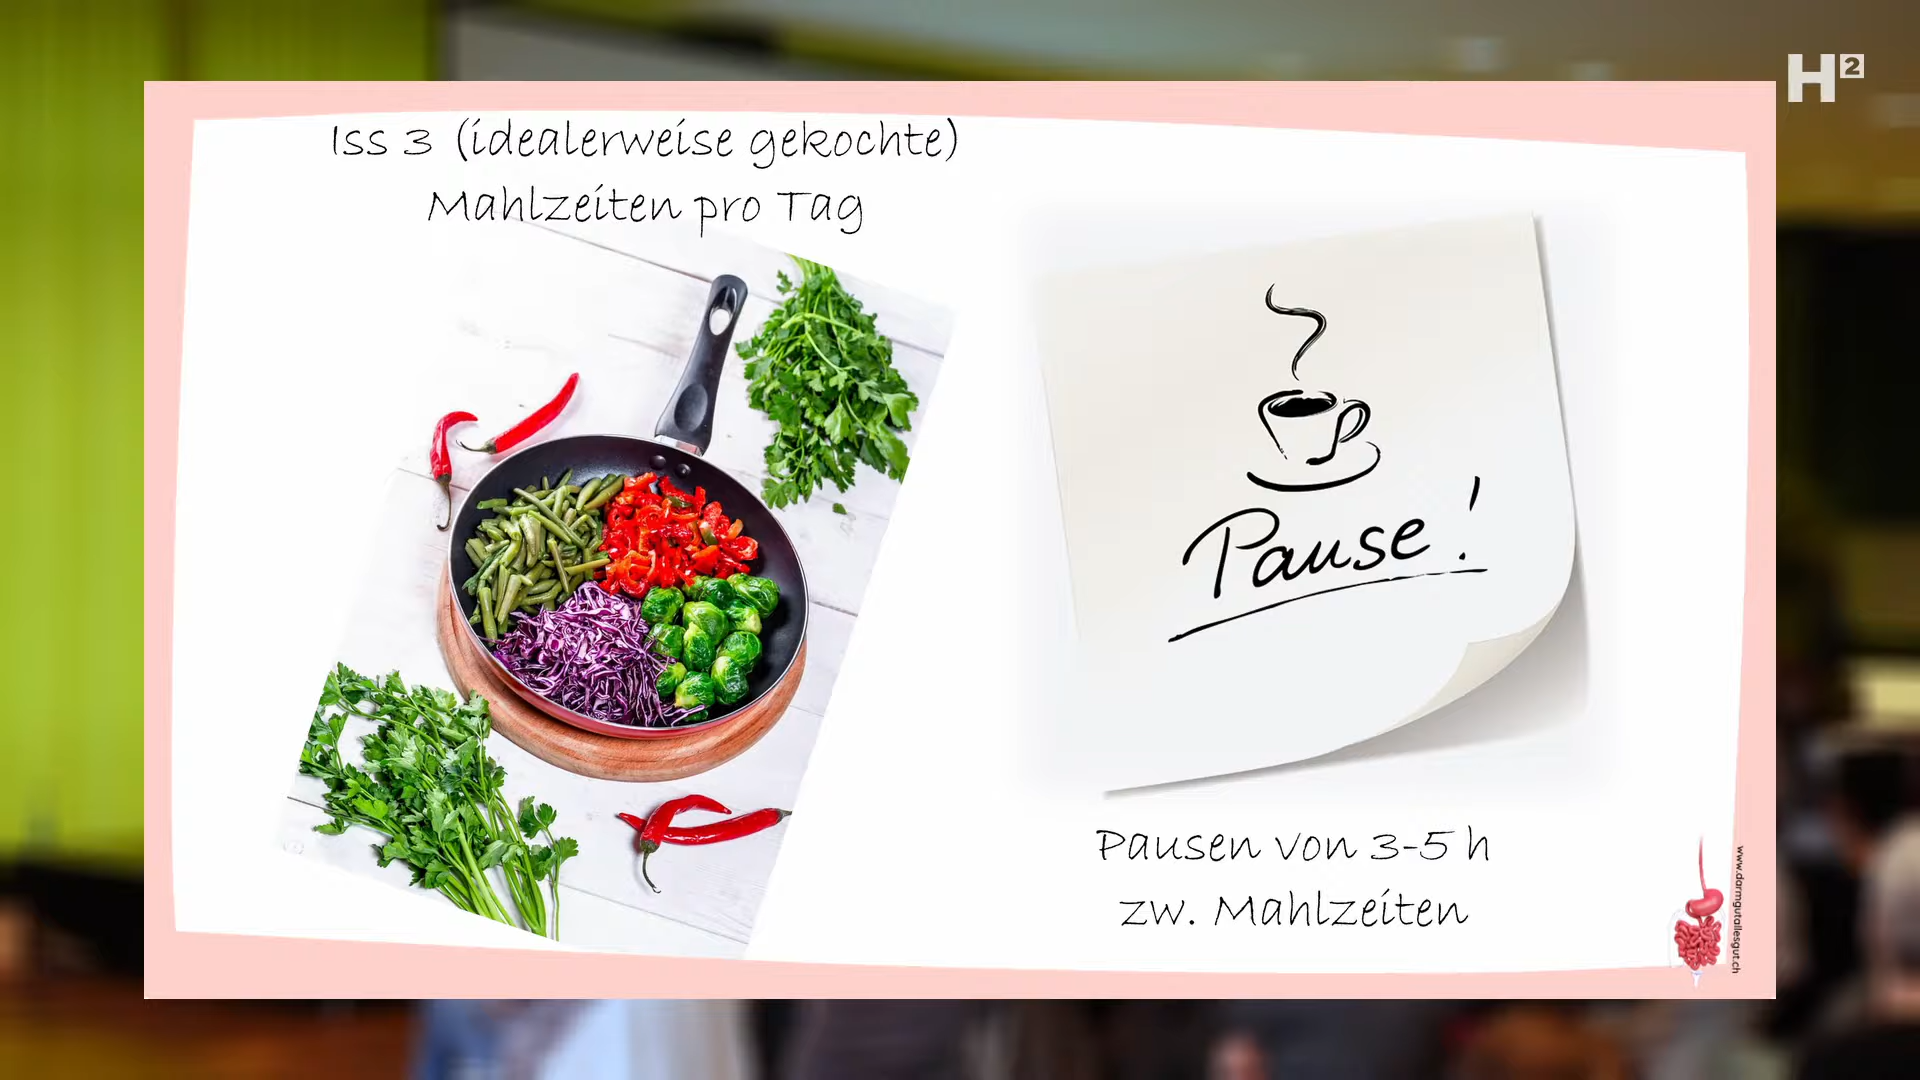 H²
Iss 3 (idealerweise gekochte)
Mahlzeiten pro Tag
Pause!
Pausen von 3-5 h
zw. Mahlzeiten
www.darmgutallesgut.ch